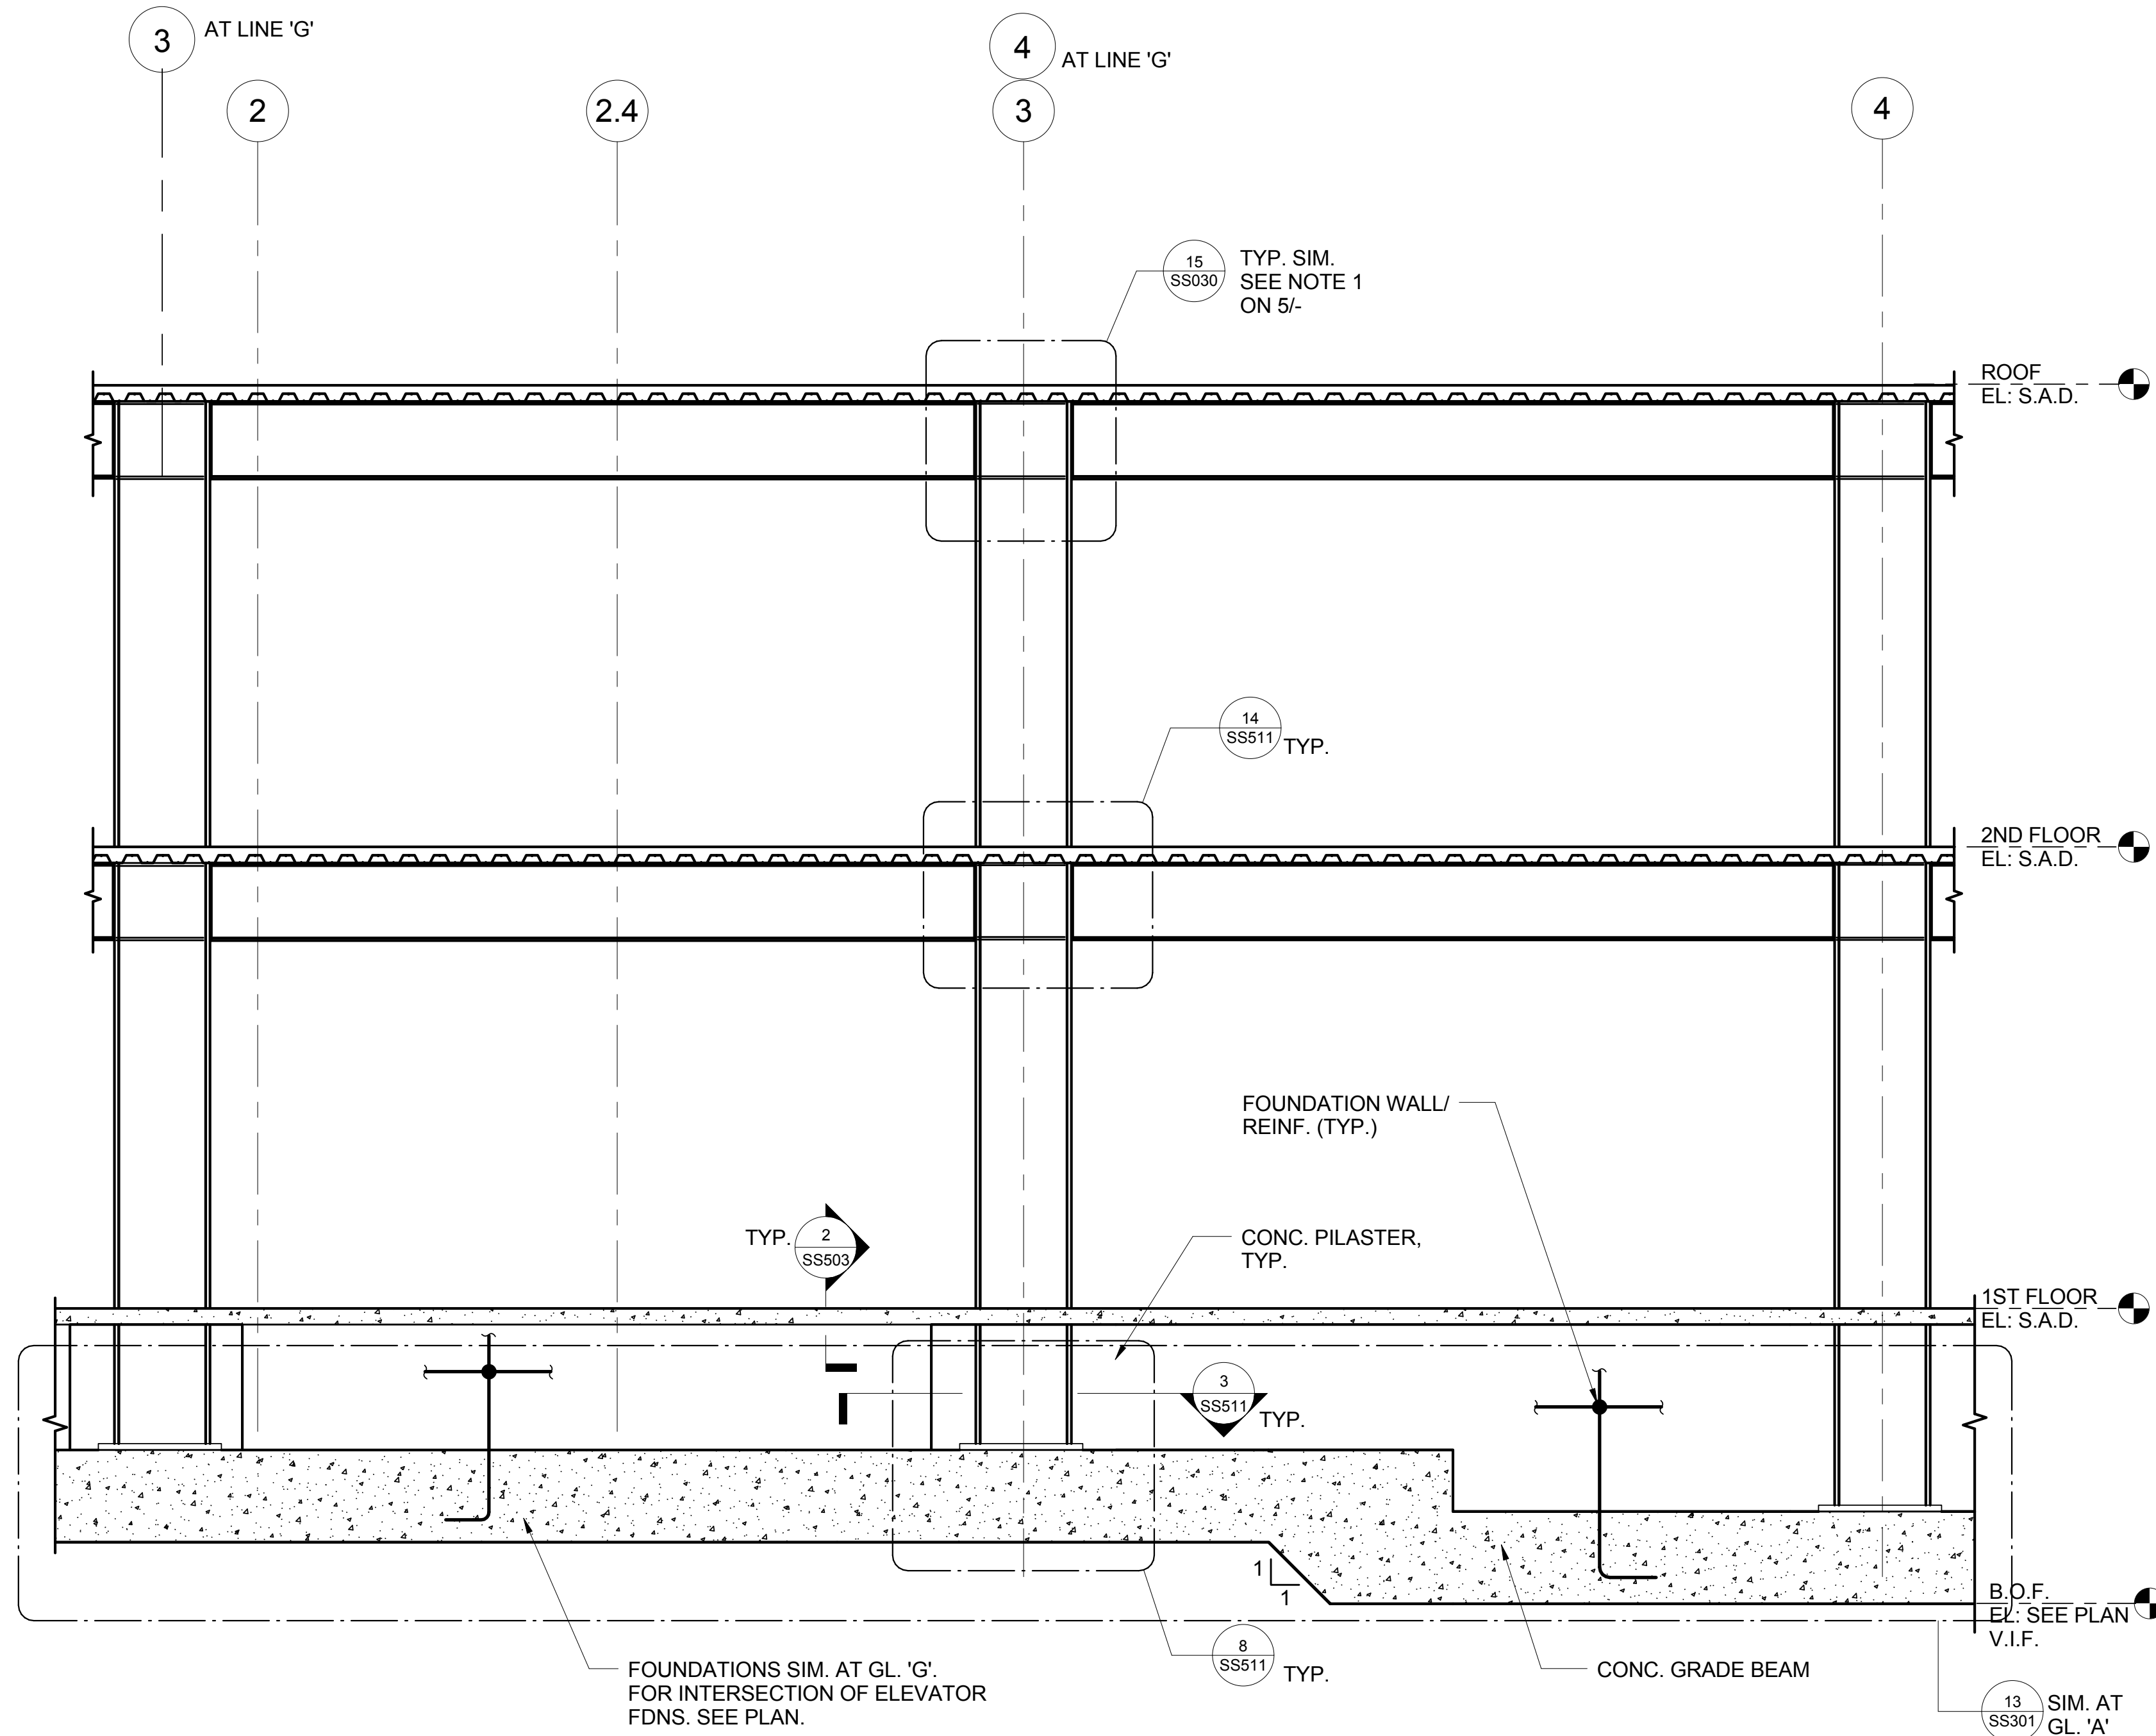 3 AT LINE 'G'
4
AT LINE 'G'
2
2.4
3
4
15
SS030
TYP. SIM.
SEE NOTE 1
ON 5/-
ROOF
EL: S.A.D.
14
SS511
TYP.
2ND FLOOR
EL: S.A.D.
FOUNDATION WALL/
REINF. (TYP.)
TYP.
2
SS503
CONC. PILASTER,
TYP.
1ST FLOOR
EL: S.A.D.
3
SS511
TYP.
1
1
B.O.F.
EL: SEE PLAN
V.I.F.
FOUNDATIONS SIM. AT GL. 'G'.
FOR INTERSECTION OF ELEVATOR
FDNS. SEE PLAN.
8
SS511
TYP.
CONC. GRADE BEAM
13
SS301
SIM. AT
GL. 'A'